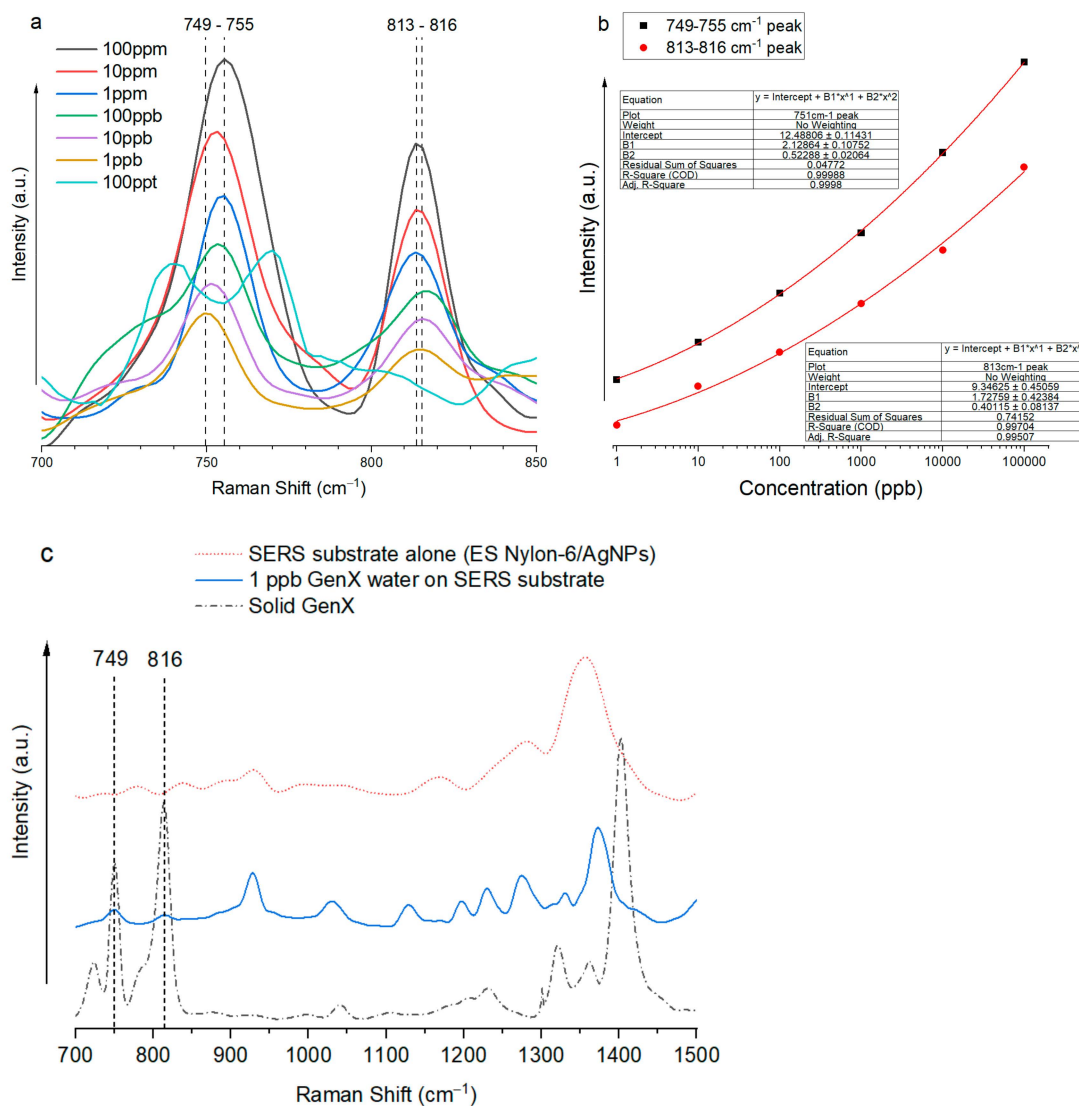 a
749 - 755
813 - 816
100ppm
10ppm
1ppm
100ppb
10ppb
1ppb
100ppt
Intensity (a.u.)
700
750
800
850
Raman Shift (cm⁻¹)
b
749-755 cm⁻¹ peak
813-816 cm⁻¹ peak
Equation y = Intercept + B1*x^1 + B2*x^2
Plot 751cm-1 peak
Weight No Weighting
Intercept 12.48806 ± 0.11431
B1 2.12864 ± 0.10752
B2 0.52288 ± 0.02064
Residual Sum of Squares 0.04772
R-Square (COD) 0.99988
Adj. R-Square 0.9998
Equation y = Intercept + B1*x^1 + B2*x^
Plot 813cm-1 peak
Weight No Weighting
Intercept 9.34625 ± 0.45059
B1 1.72759 ± 0.42384
B2 0.40115 ± 0.08137
Residual Sum of Squares 0.74152
R-Square (COD) 0.99704
Adj. R-Square 0.99507
Intensity (a.u.)
1
10
100
1000
10000
100000
Concentration (ppb)
c
SERS substrate alone (ES Nylon-6/AgNPs)
1 ppb GenX water on SERS substrate
Solid GenX
749
816
Intensity (a.u.)
700
800
900
1000
1100
1200
1300
1400
1500
Raman Shift (cm⁻¹)